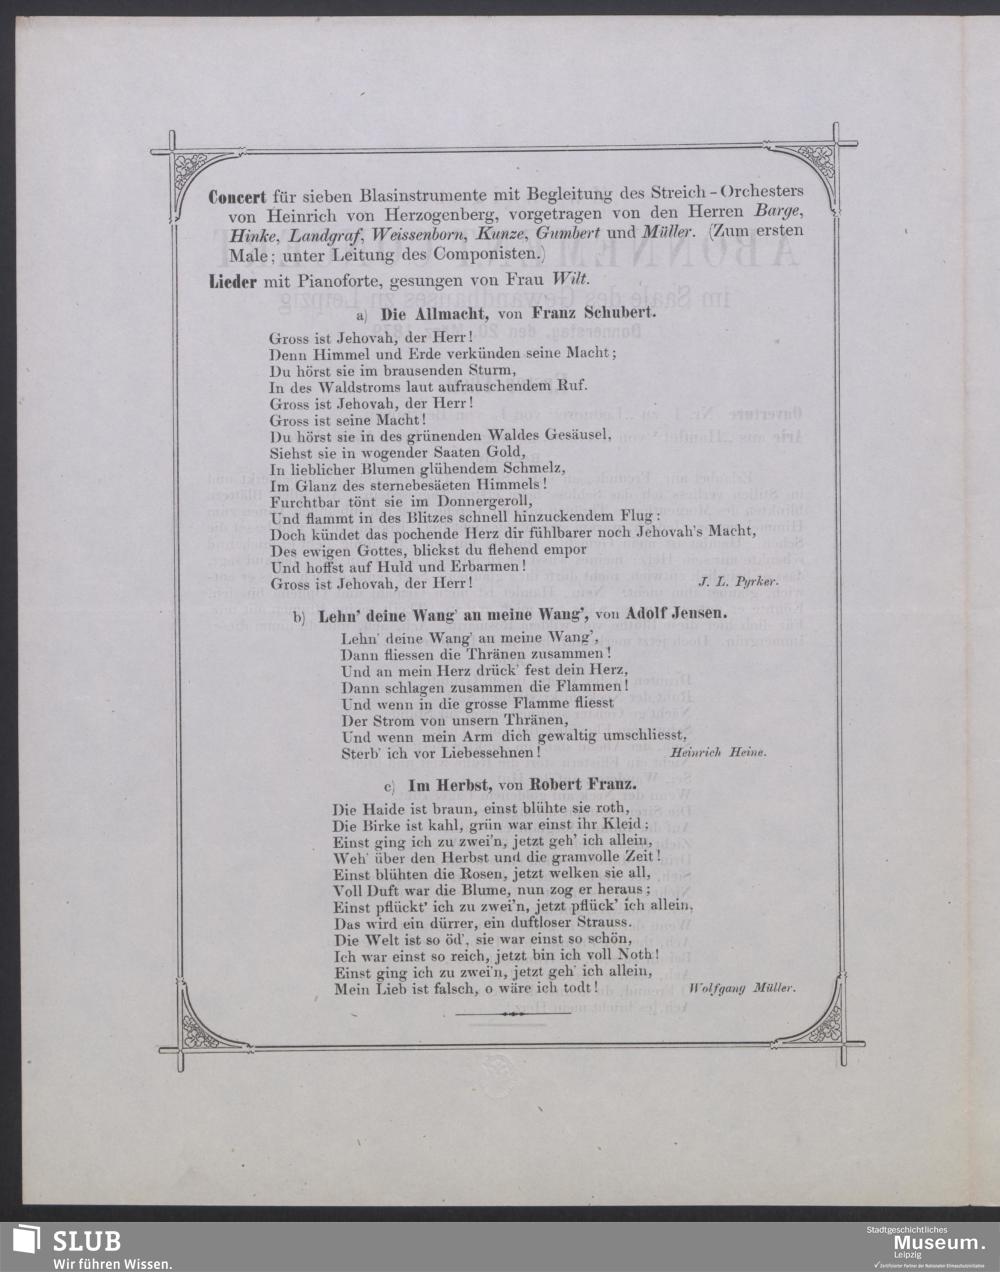 Concert für sieben Blasinstrumente mit Begleitung des Streich-Orchesters
von Heinrich von Herzogenberg, vorgetragen von den Herren Barge,
Hinke, Landgraf, Weissenborn, Kunze, Gumbert und Müller. (Zum ersten
Male; unter Leitung des Componisten.)
Lieder mit Pianoforte, gesungen von Frau Wilt.
a) Die Allmacht, von Franz Schubert.
Gross ist Jehovah, der Herr!
Denn Himmel und Erde verkünden seine Macht;
Du hörst sie im brausenden Sturm,
In des Waldstroms laut aufrauschendem Ruf.
Gross ist Jehovah, der Herr!
Gross ist seine Macht!
Du hörst sie in des grünenden Waldes Gesäusel,
Siehst sie in wogender Saaten Gold,
In lieblicher Blumen glühendem Schmelz,
Im Glanz des sternebesäeten Himmels!
Furchtbar tönt sie im Donnergeroll,
Und flammt in des Blitzes schnell hinzuckendem Flug:
Doch kündet das pochende Herz dir fühlbarer noch Jehovah's Macht,
Des ewigen Gottes, blickst du flehend empor
Und hoffst auf Huld und Erbarmen!
Gross ist Jehovah, der Herr! J. L. Pyrker.
b) Lehn' deine Wang' an meine Wang', von Adolf Jensen.
Lehn' deine Wang' an meine Wang',
Dann fliessen die Thränen zusammen!
Und an mein Herz drück' fest dein Herz,
Dann schlagen zusammen die Flammen!
Und wenn in die grosse Flamme fliesst
Der Strom von unsern Thränen,
Und wenn mein Arm dich gewaltig umschliesst,
Sterb' ich vor Liebessehnen! Heinrich Heine.
c) Im Herbst, von Robert Franz.
Die Haide ist braun, einst blühte sie roth,
Die Birke ist kahl, grün war einst ihr Kleid;
Einst ging ich zu zwei'n, jetzt geh' ich allein,
Weh' über den Herbst und die gramvolle Zeit!
Einst blühten die Rosen, jetzt welken sie all,
Voll Duft war die Blume, nun zog er heraus;
Einst pflückt' ich zu zwei'n, jetzt pflück' ich allein,
Das wird ein dürrer, ein duftloser Strauss.
Die Welt ist so öd', sie war einst so schön,
Ich war einst so reich, jetzt bin ich voll Noth!
Einst ging ich zu zwei'n, jetzt geh' ich allein,
Mein Lieb ist falsch, o wäre ich todt! Wolfgang Müller.
SLUB
Wir führen Wissen.
Stadtgeschichtliches
Museum.
Leipzig
Zertifizierter Partner der Nationalen Klimaschutzinitiative